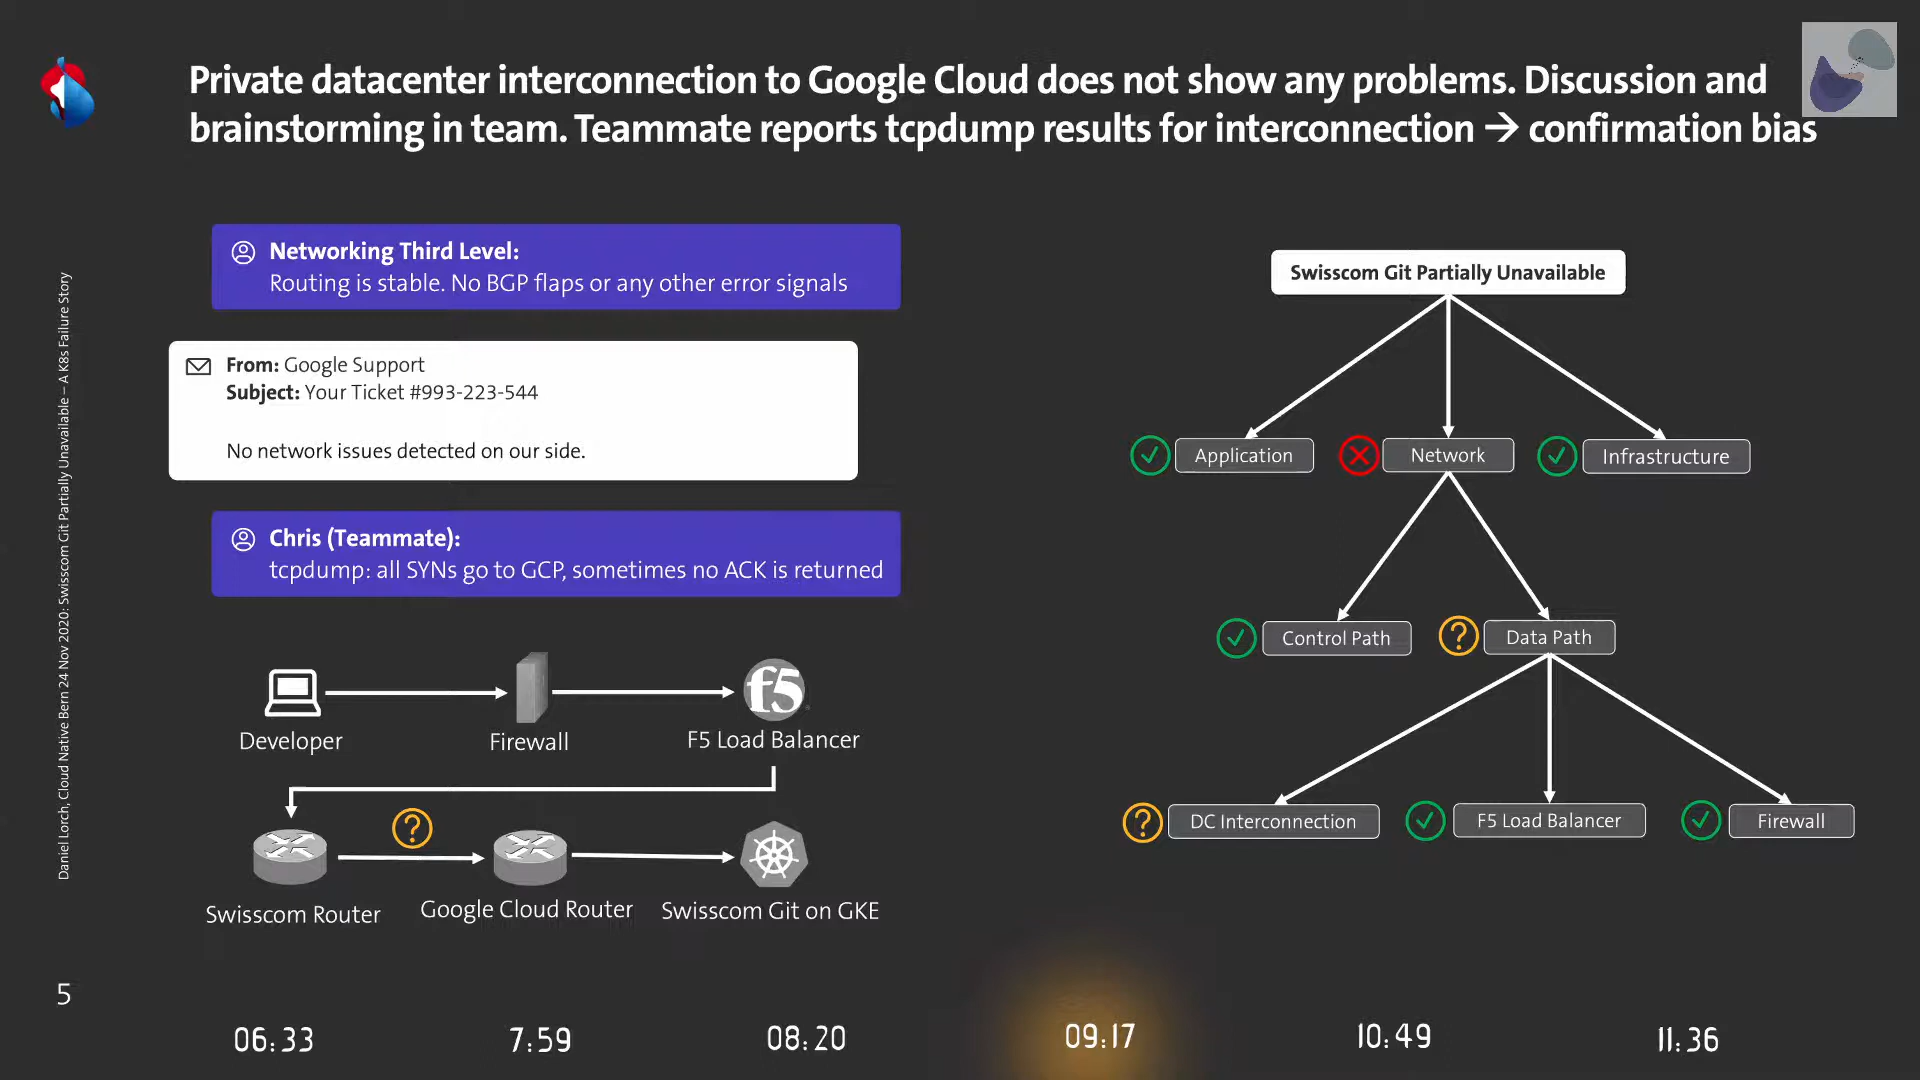 Private datacenter interconnection to Google Cloud does not show any problems. Discussion and
brainstorming in team. Teammate reports tcpdump results for interconnection → confirmation bias
Daniel Lorch, Cloud Native Bern 24 Nov 2020: Swisscom Git Partially Unavailable – A K8s Failure Story
Networking Third Level:
Routing is stable. No BGP flaps or any other error signals
From: Google Support
Subject: Your Ticket #993-223-544
No network issues detected on our side.
Chris (Teammate):
tcpdump: all SYNs go to GCP, sometimes no ACK is returned
f5
Developer
Firewall
F5 Load Balancer
?
Swisscom Router
Google Cloud Router
Swisscom Git on GKE
Swisscom Git Partially Unavailable
Application
Network
Infrastructure
Control Path
?
Data Path
?
DC Interconnection
F5 Load Balancer
Firewall
5
06:33
7:59
08:20
09:17
10:49
11:36